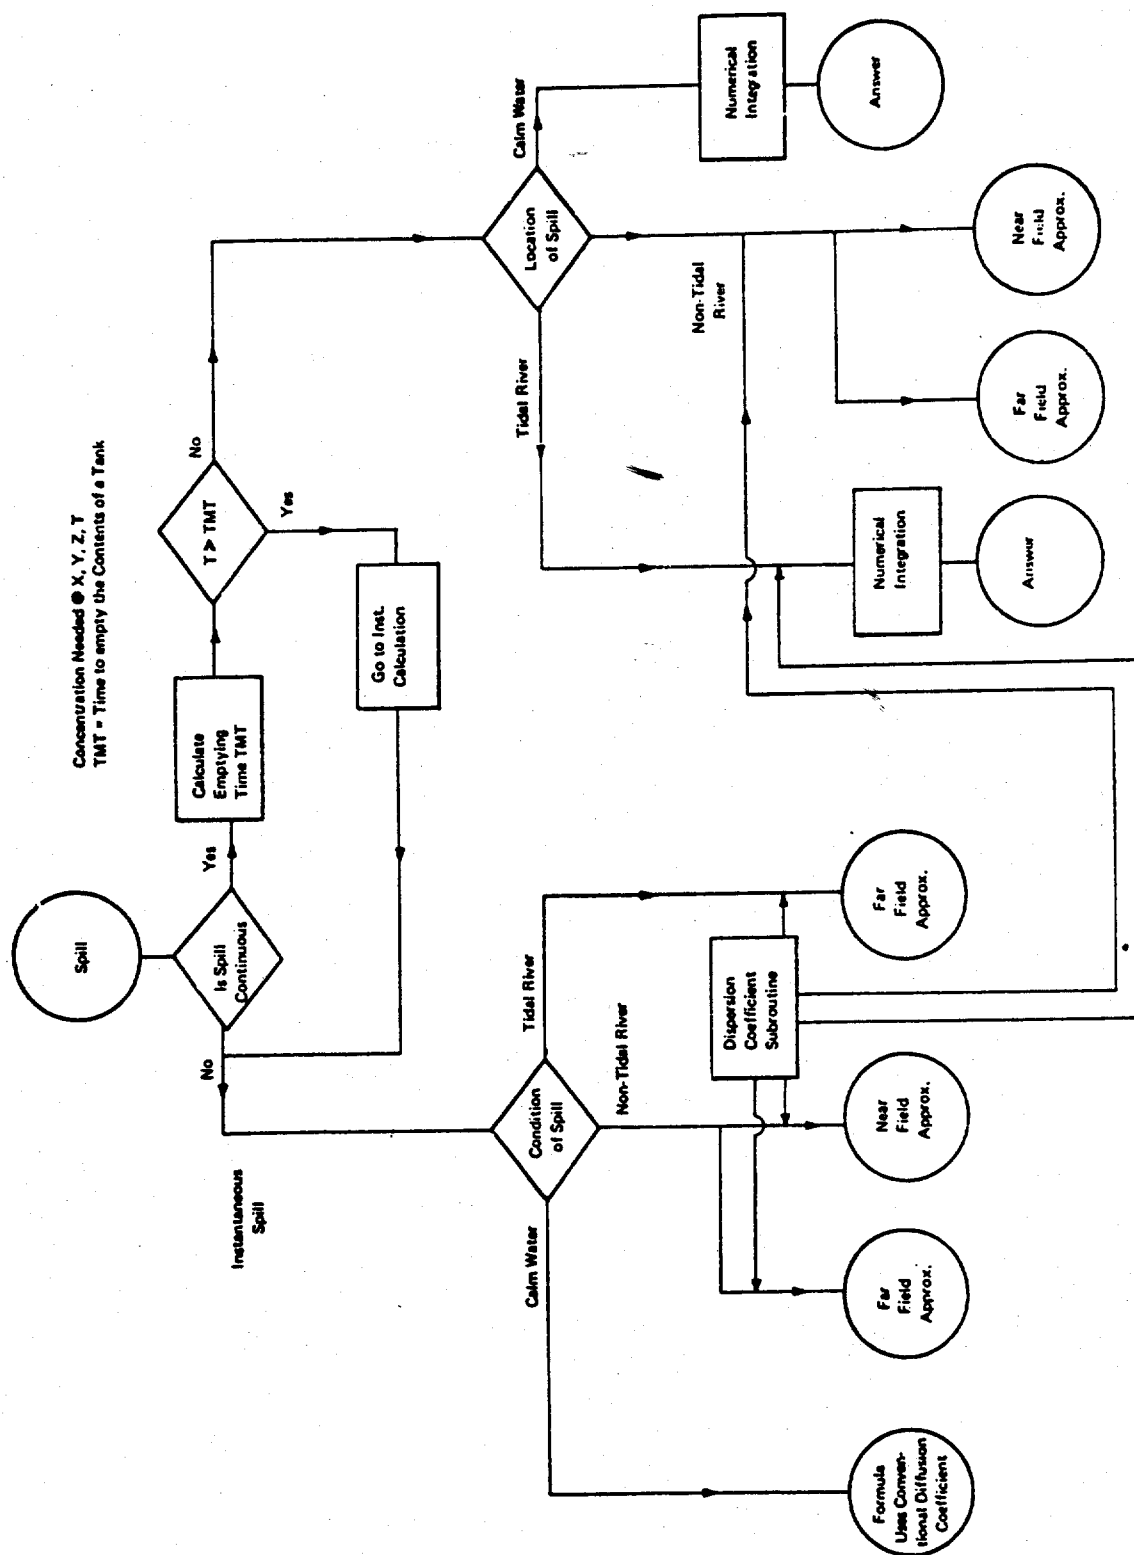 Concentration Needed @ X, Y, Z, T
TMT = Time to empty the Contents of a Tank
Spill
Is Spill
Continuous
Yes
Calculate
Emptying
Time TMT
T > TMT
No
Yes
Go to Inst.
Calculation
No
Instantaneous
Spill
Condition
of Spill
Calm Water
Non-Tidal River
Tidal River
Formula
Uses Conven-
tional Diffusion
Coefficient
Far
Field
Approx.
Near
Field
Approx.
Dispersion
Coefficient
Subroutine
Far
Field
Approx.
Location
of Spill
Tidal River
Non-Tidal
River
Calm Water
Numerical
Integration
Answer
Far
Field
Approx.
Near
Field
Approx.
Numerical
Integration
Answer